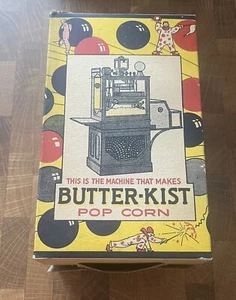 THIS IS THE MACHINE THAT MAKES
BUTTER-KIST
POP CORN